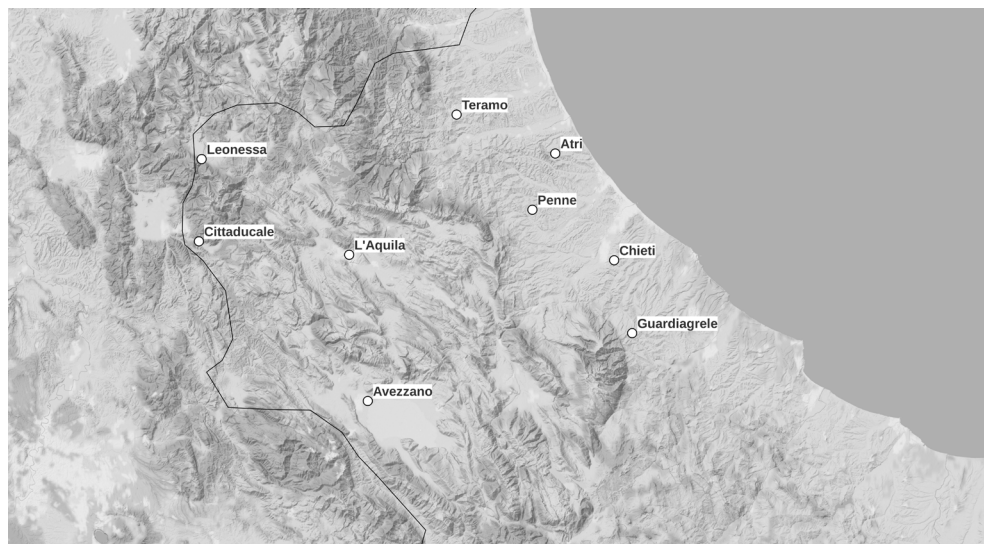 Teramo
Atri
Leonessa
Penne
Cittaducale
L'Aquila
Chieti
Guardiagrele
Avezzano